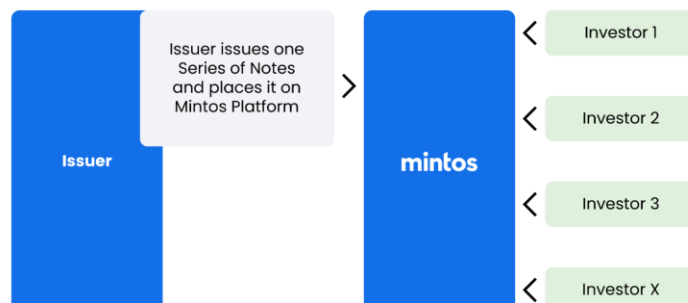 Issuer issues one
Series of Notes
and places it on
Mintos Platform
Issuer
mintos
Investor 1
Investor 2
Investor 3
Investor X